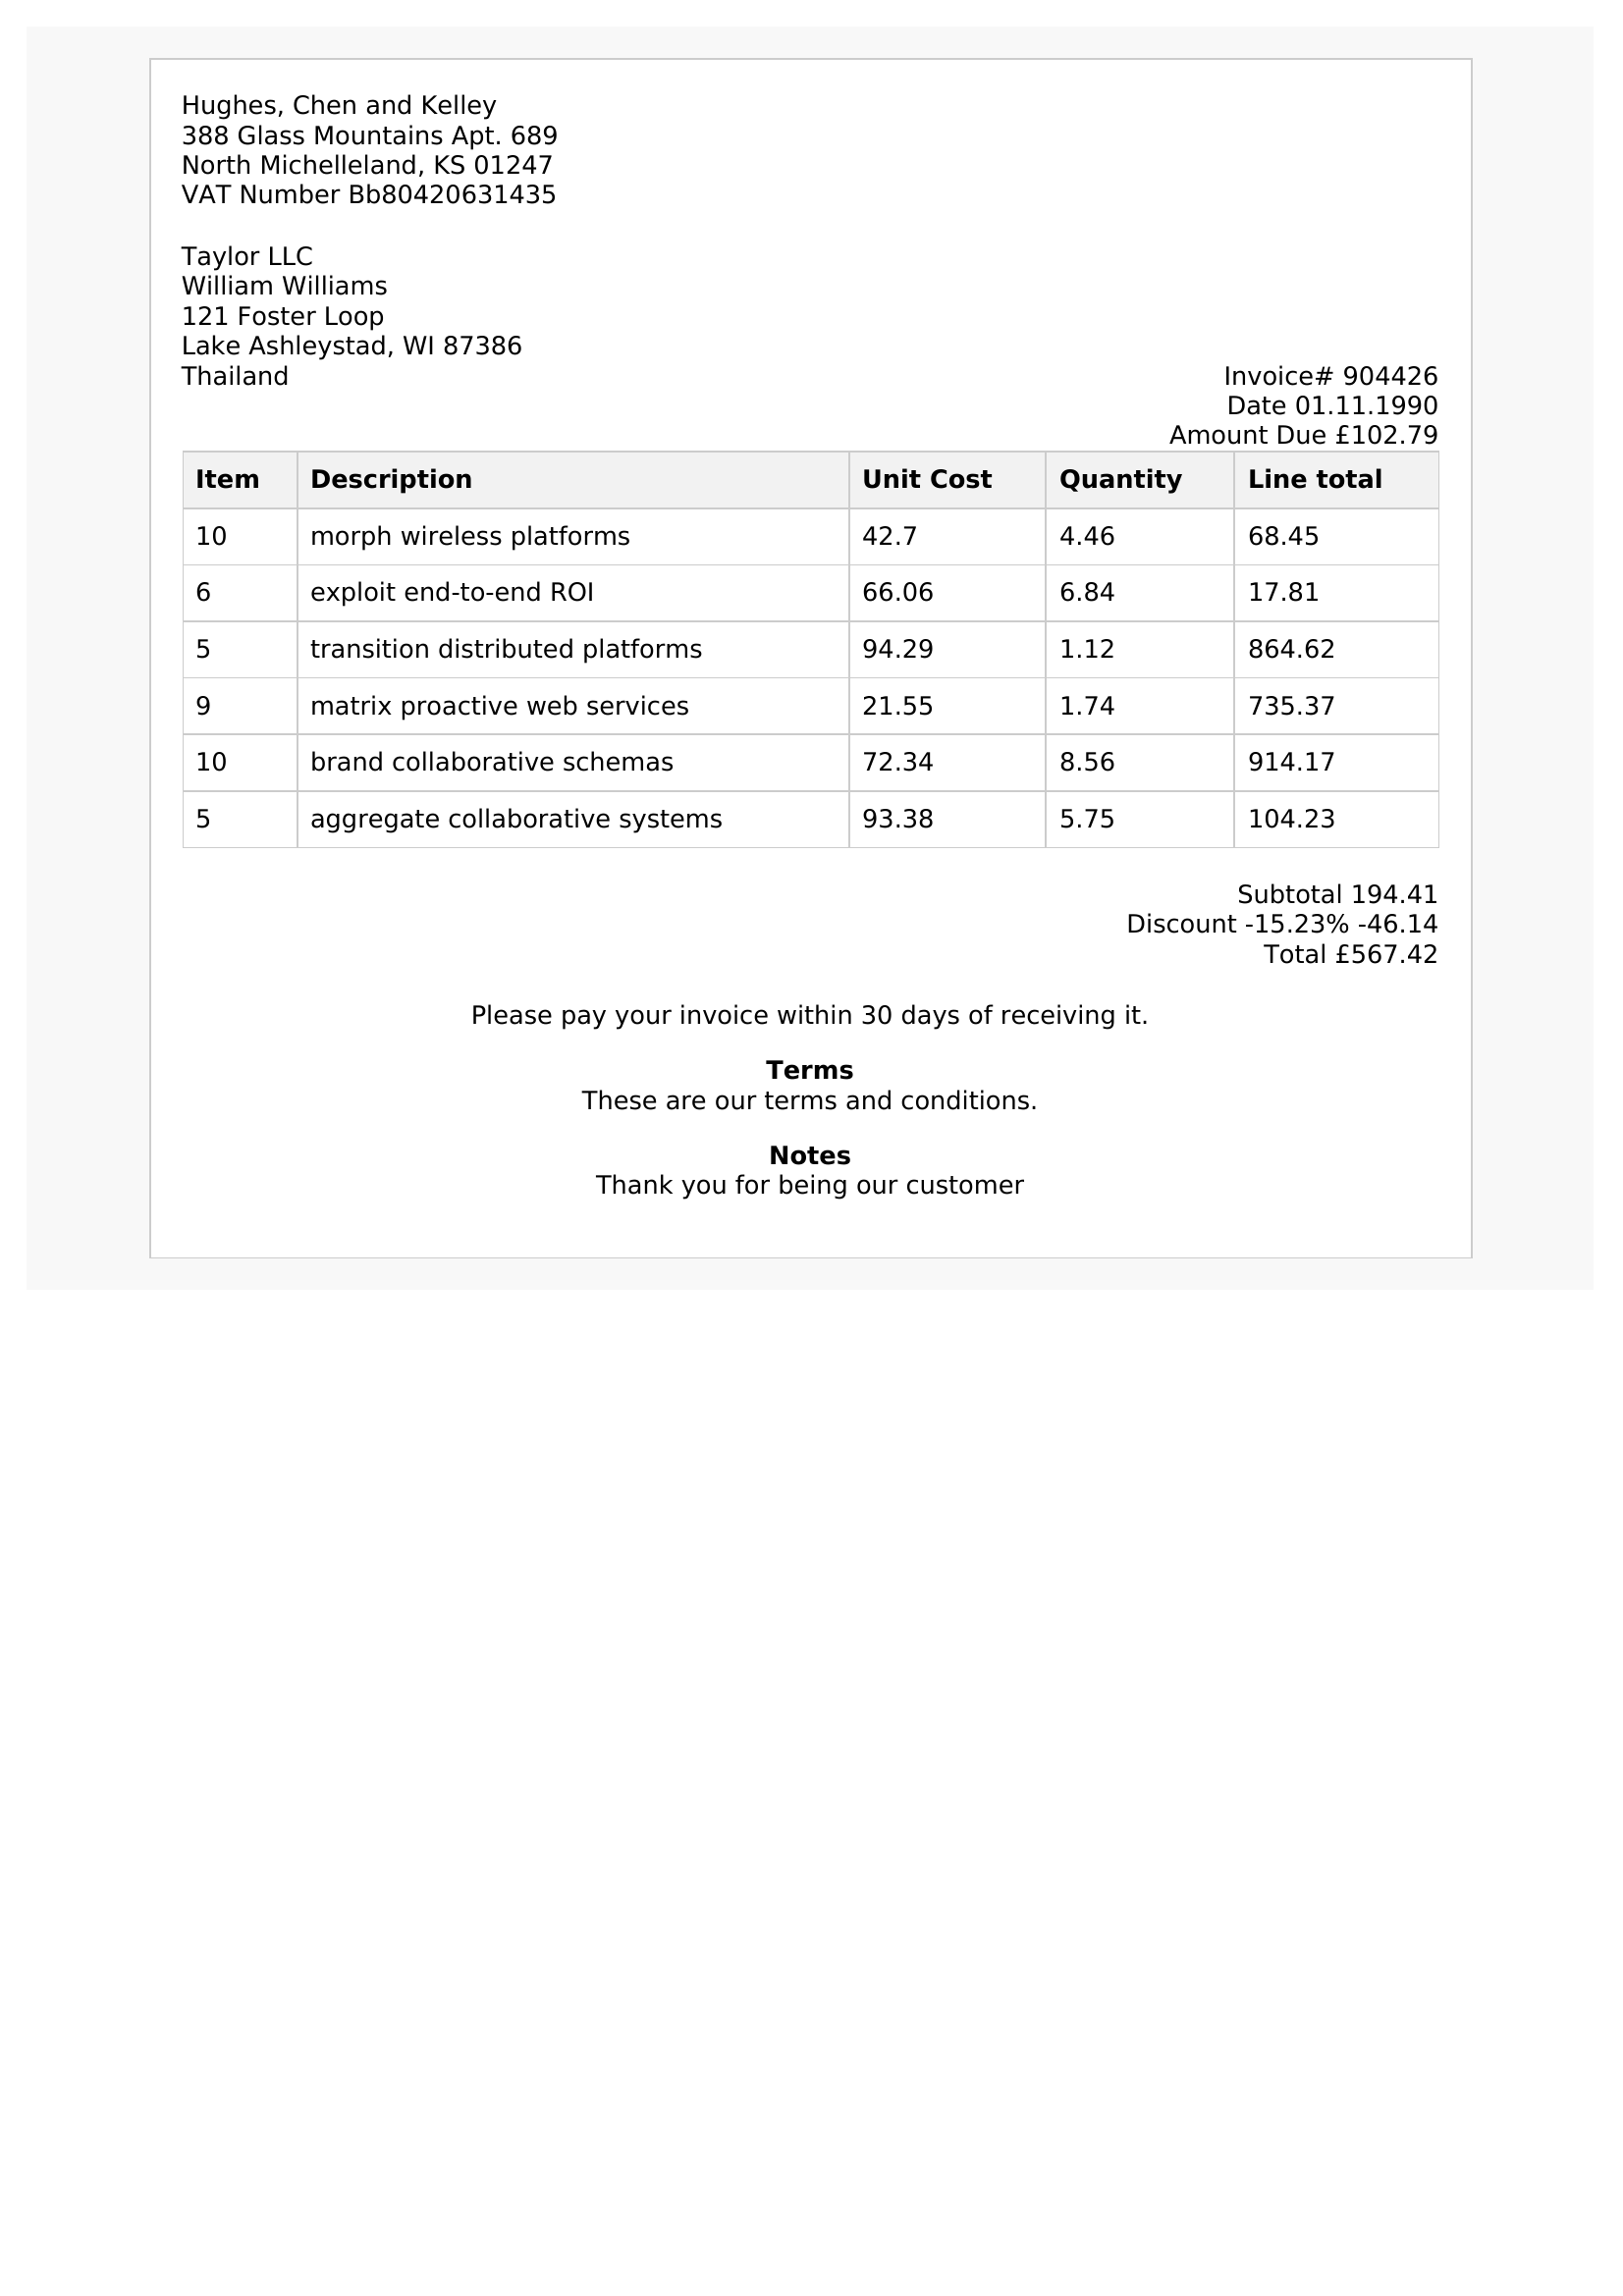 Hughes, Chen and Kelley
388 Glass Mountains Apt. 689
North Michelleland, KS 01247
VAT Number Bb80420631435
Taylor LLC
William Williams
121 Foster Loop
Lake Ashleystad, WI 87386
Thailand
Invoice# 904426
Date 01.11.1990
Amount Due £102.79
Item Description Unit Cost Quantity Line total
10 morph wireless platforms 42.7 4.46 68.45
6 exploit end-to-end ROI 66.06 6.84 17.81
5 transition distributed platforms 94.29 1.12 864.62
9 matrix proactive web services 21.55 1.74 735.37
10 brand collaborative schemas 72.34 8.56 914.17
5 aggregate collaborative systems 93.38 5.75 104.23
Subtotal 194.41
Discount -15.23% -46.14
Total £567.42
Please pay your invoice within 30 days of receiving it.
Terms
These are our terms and conditions.
Notes
Thank you for being our customer